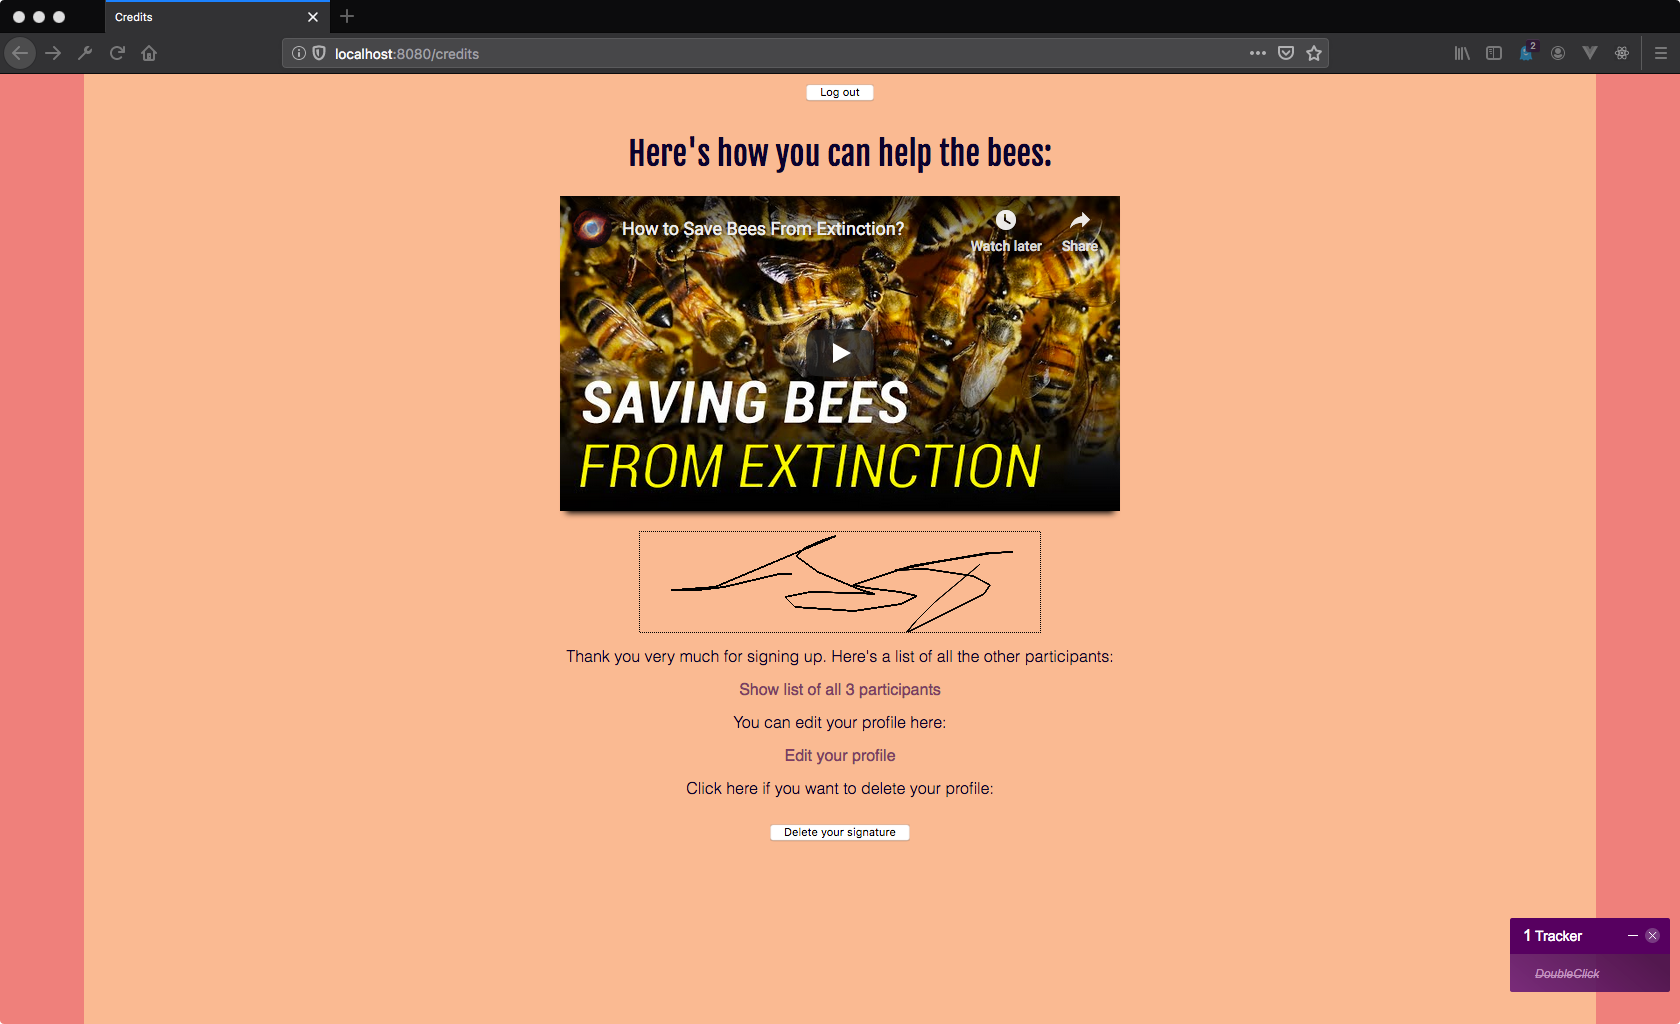 Credits
localhost:8080/credits
2
Log out
Here's how you can help the bees:
How to Save Bees From Extinction?
Watch later
Share
SAVING BEES
FROM EXTINCTION
Thank you very much for signing up. Here's a list of all the other participants:
Show list of all 3 participants
You can edit your profile here:
Edit your profile
Click here if you want to delete your profile:
Delete your signature
1 Tracker
DoubleClick